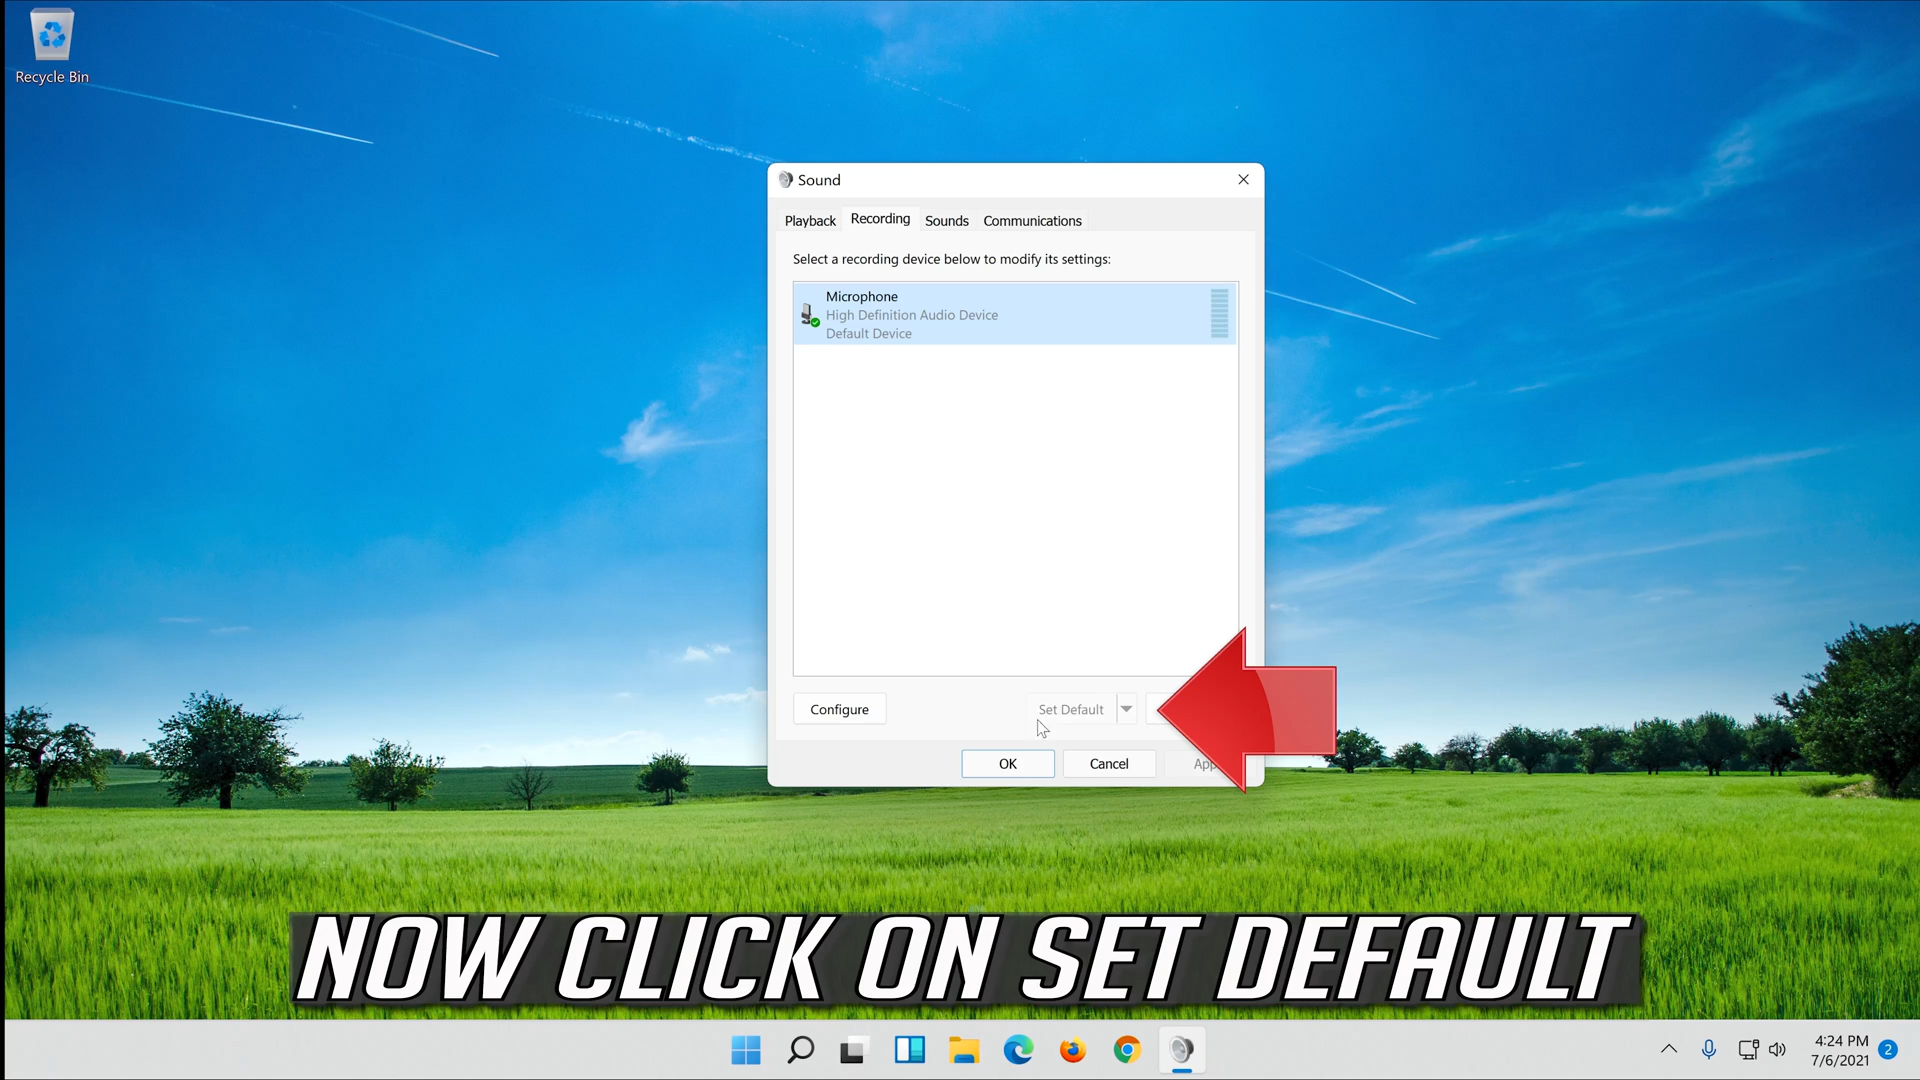 Recycle Bin
Sound
Playback Recording Sounds Communications
Select a recording device below to modify its settings:
Microphone
High Definition Audio Device
Default Device
Configure Set Default
OK Cancel App
NOW CLICK ON SET DEFAULT
4:24 PM
7/6/2021 2